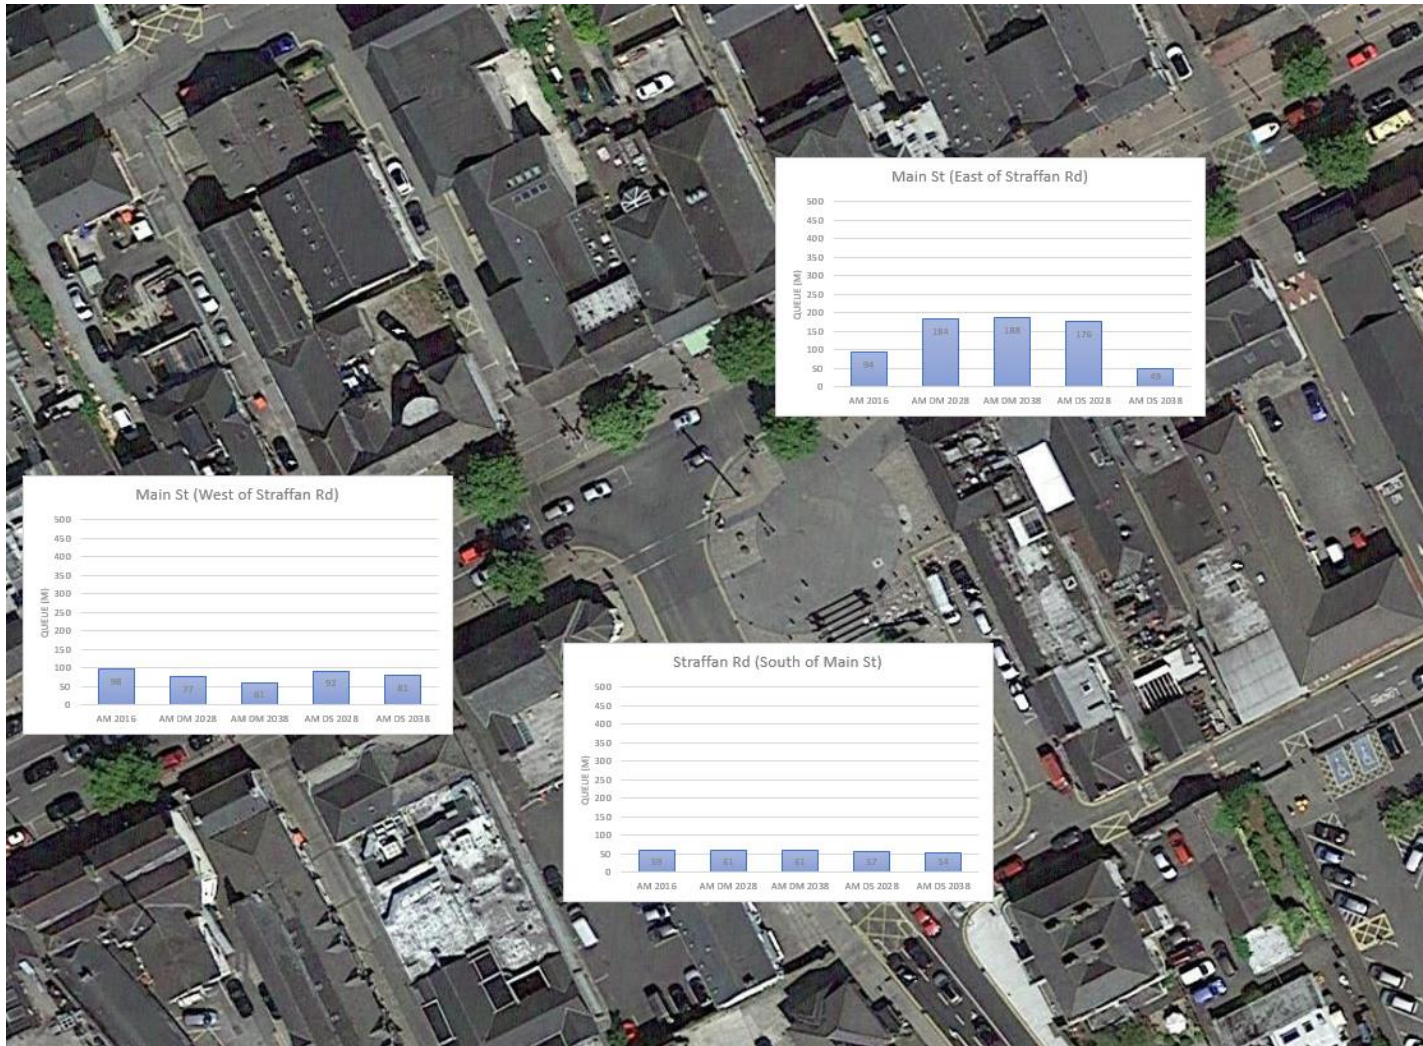 Main St (East of Straffan Rd)
500
450
400
350
300
250
200
150
100
50
0
QUEUE (M)
94
184
188
176
49
AM 2016
AM DM 2028
AM DM 2038
AM DS 2028
AM DS 2038
Main St (West of Straffan Rd)
500
450
400
350
300
250
200
150
100
50
0
QUEUE (M)
98
77
61
92
81
AM 2016
AM DM 2028
AM DM 2038
AM DS 2028
AM DS 2038
Straffan Rd (South of Main St)
500
450
400
350
300
250
200
150
100
50
0
QUEUE (M)
59
61
61
57
54
AM 2016
AM DM 2028
AM DM 2038
AM DS 2028
AM DS 2038